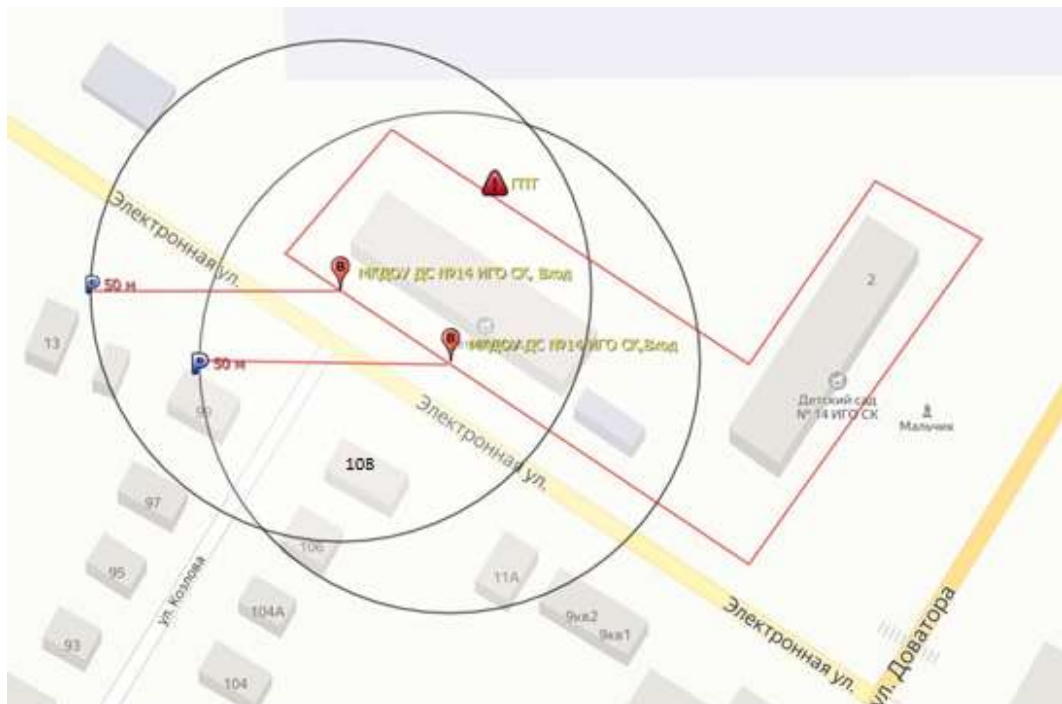 Электронная ул.
ГПГ
МКДОУ ДС №14 ИГО СК, Вход
50 м
2
13
МКДОУ ДС №14 ИГО СК,Вход
50 м
Детский сад
№ 14 ИГО СК
Мальчик
99
Электронная ул.
10В
97
106
95
11А
ул. Козлова
104А
9кв2
9кв1
93
104
Электронная ул.
ул. Доватора